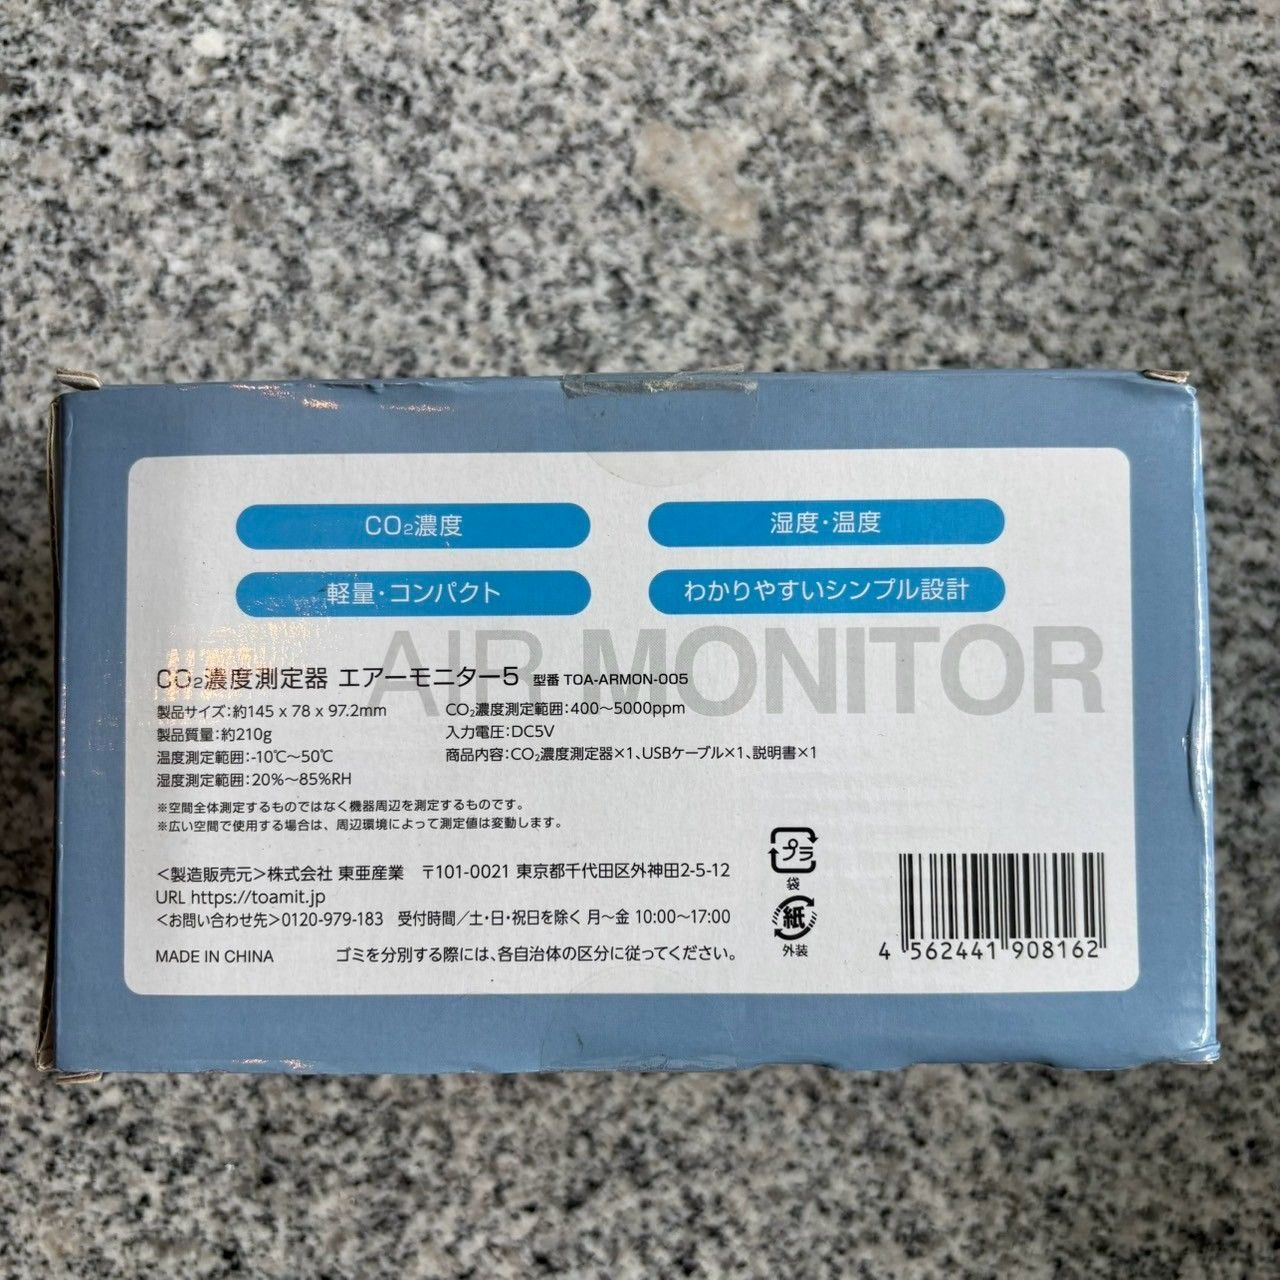 CO₂濃度
湿度・温度
軽量・コンパクト
わかりやすいシンプル設計
AIR MONITOR
CO₂濃度測定器 エアーモニター5 型番 TOA-ARMON-005
製品サイズ:約145 x 78 x 97.2mm
製品質量:約210g
温度測定範囲:-10℃～50℃
湿度測定範囲:20%～85%RH
CO₂濃度測定範囲:400～5000ppm
入力電圧:DC5V
商品内容:CO₂濃度測定器×1、USBケーブル×1、説明書×1
※空間全体測定するものではなく機器周辺を測定するものです。
※広い空間で使用する場合は、周辺環境によって測定値は変動します。
<製造販売元>株式会社 東亜産業 〒101-0021 東京都千代田区外神田2-5-12
URL https://toamit.jp
<お問い合わせ先>0120-979-183 受付時間/土・日・祝日を除く 月～金 10:00～17:00
MADE IN CHINA ゴミを分別する際には、各自治体の区分に従ってください。
プラ
袋
紙
外装
4 562441 908162